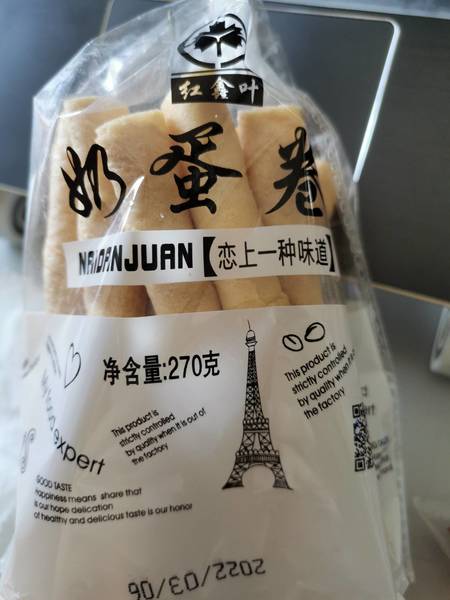 红鑫叶
奶蛋卷
NAIDANJUAN【恋上一种味道
净含量:270克
This product is
strictly controlled
by quality when it is out of
the factory
This product is
strictly controlled
by quality when it
the factory
expert
GOOD TASTE
Happiness means share that
is our hope delication
of healthy and delicious taste is our honor
2022/03/06